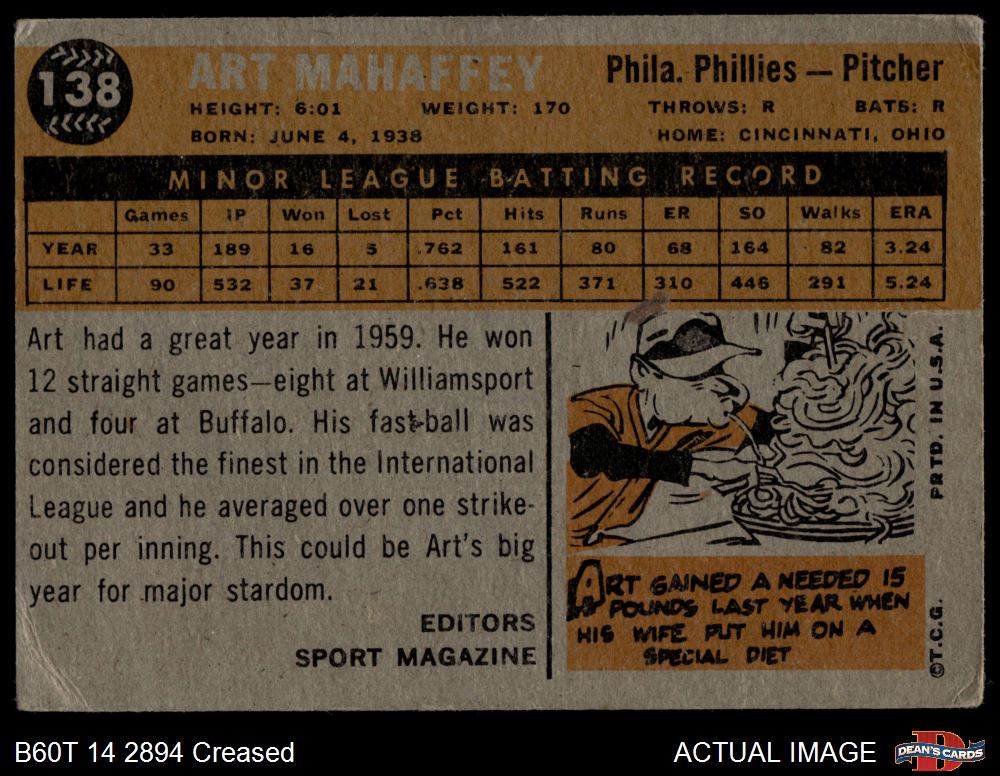 138
ART MAHAFFEY
Phila. Phillies — Pitcher
HEIGHT: 6:01 WEIGHT: 170 THROWS: R BATS: R
BORN: JUNE 4, 1938 HOME: CINCINNATI, OHIO
MINOR LEAGUE BATTING RECORD
Games IP Won Lost Pct Hits Runs ER SO Walks ERA
YEAR 33 189 16 5 .762 161 80 68 164 82 3.24
LIFE 90 532 37 21 .638 522 371 310 446 291 5.24
Art had a great year in 1959. He won
12 straight games—eight at Williamsport
and four at Buffalo. His fast-ball was
considered the finest in the International
League and he averaged over one strike-
out per inning. This could be Art's big
year for major stardom.
EDITORS
SPORT MAGAZINE
ART GAINED A NEEDED 15
POUNDS LAST YEAR WHEN
HIS WIFE PUT HIM ON A
SPECIAL DIET
©T.C.G. PRTD. IN U.S.A.
B60T 14 2894 Creased
ACTUAL IMAGE
DEAN'S CARDS